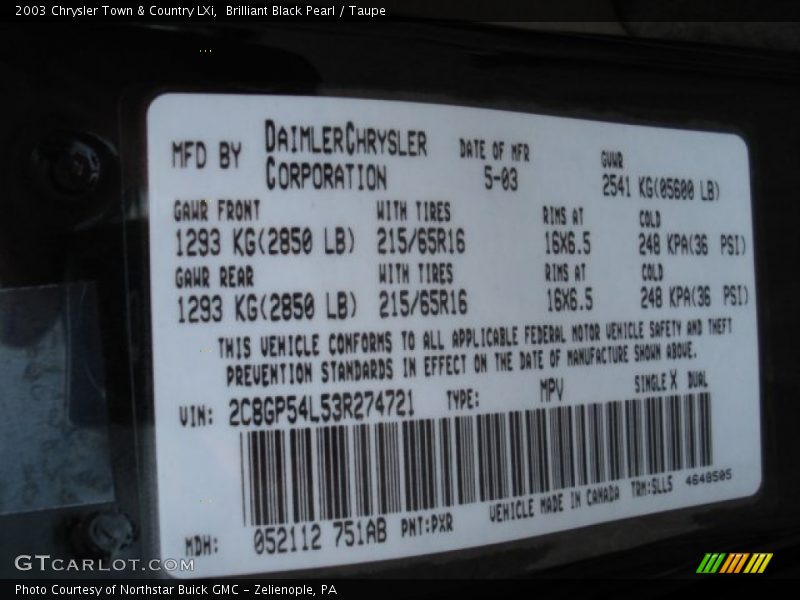 2003 Chrysler Town & Country LXi, Brilliant Black Pearl / Taupe
MFD BY DAIMLERCHRYSLER CORPORATION DATE OF MFR 5-03 GVWR 2541 KG(05600 LB)
GAWR FRONT WITH TIRES RIMS AT COLD
1293 KG(2850 LB) 215/65R16 16X6.5 248 KPA(36 PSI)
GAWR REAR WITH TIRES RIMS AT COLD
1293 KG(2850 LB) 215/65R16 16X6.5 248 KPA(36 PSI)
THIS VEHICLE CONFORMS TO ALL APPLICABLE FEDERAL MOTOR VEHICLE SAFETY AND THEFT
PREVENTION STANDARDS IN EFFECT ON THE DATE OF MANUFACTURE SHOWN ABOVE.
VIN: 2C8GP54L53R274721 TYPE: MPV SINGLE X DUAL
VEHICLE MADE IN CANADA TRM:SLLS 4648505
MDH: 052112 751AB PNT:PXR
GTCARLOT.COM
Photo Courtesy of Northstar Buick GMC - Zelienople, PA